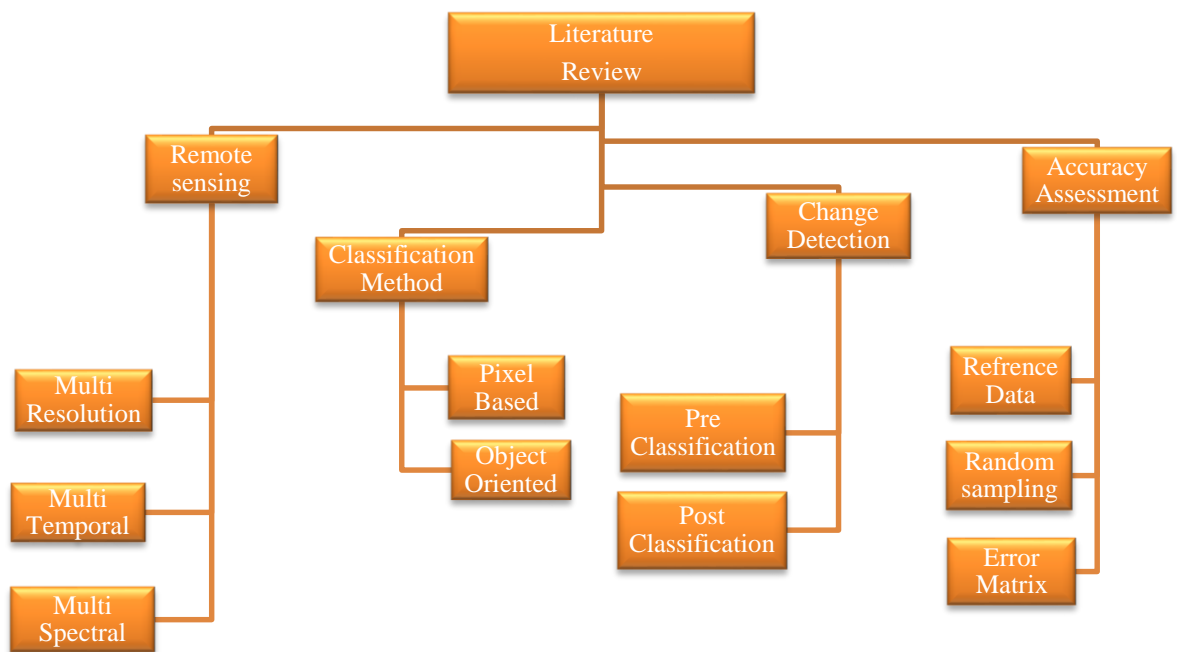 Literature
Review
Remote
sensing
Classification
Method
Change
Detection
Accuracy
Assessment
Multi
Resolution
Multi
Temporal
Multi
Spectral
Pixel
Based
Object
Oriented
Pre
Classification
Post
Classification
Refrence
Data
Random
sampling
Error
Matrix